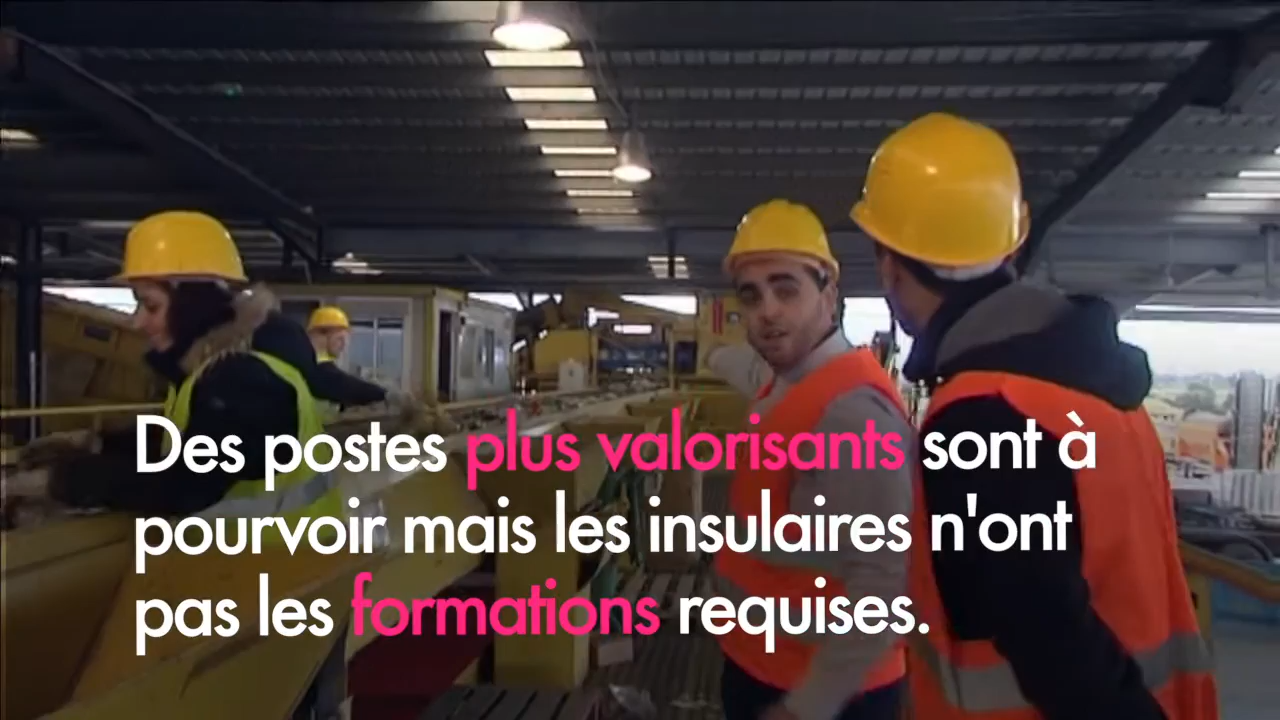 Des postes plus valorisants sont à
pourvoir mais les insulaires n'ont
pas les formations requises.